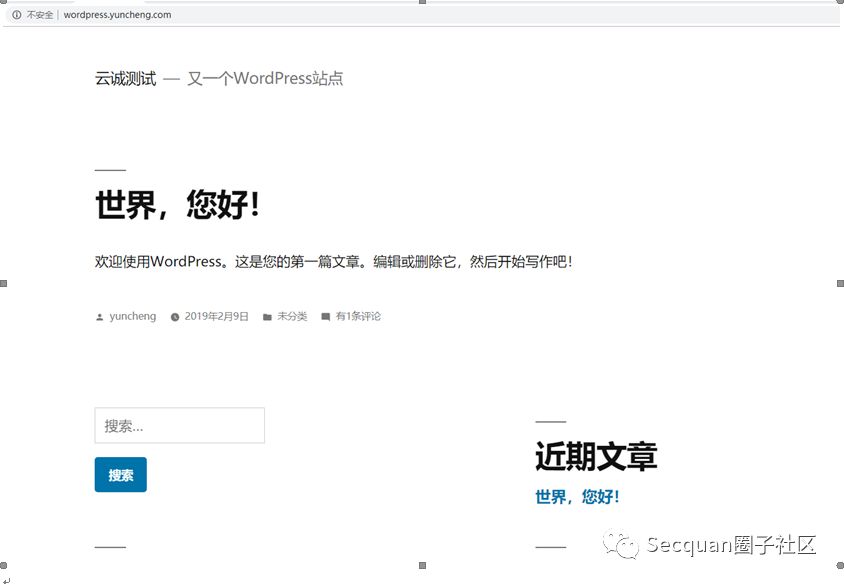 不安全 | wordpress.yuncheng.com
云诚测试 — 又一个WordPress站点
世界，您好！
欢迎使用WordPress。这是您的第一篇文章。编辑或删除它，然后开始写作吧！
yuncheng 2019年2月9日 未分类 有1条评论
搜索…
搜索
近期文章
世界，您好！
Secquan圈子社区